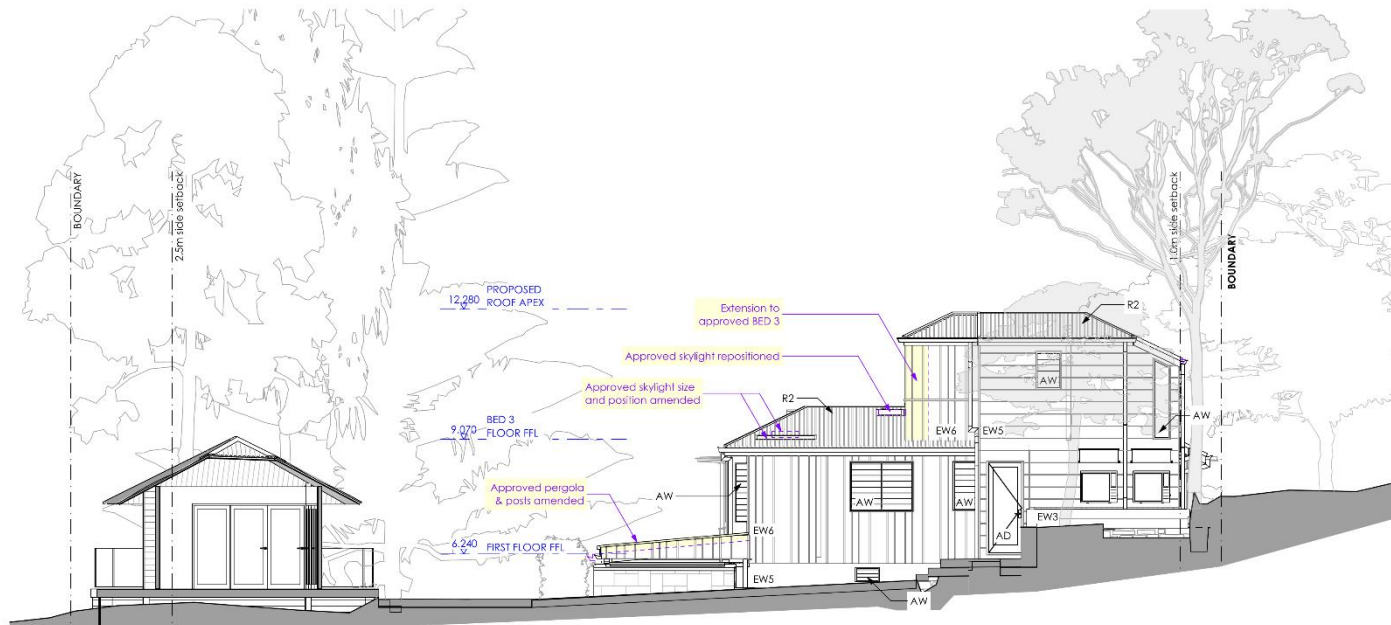 BOUNDARY
2.5m side setback
12,280
PROPOSED
ROOF APEX
Extension to
approved BED 3
R2
1.0m side setback
BOUNDARY
Approved skylight repositioned
Approved skylight size
and position amended
R2
AW
AW
9.070
BED 3
FLOOR FFL
EW6
EW5
Approved pergola
& posts amended
AW
AW
AW
EW6
EW3
AD
6.240
FIRST FLOOR FFL
EW5
AW